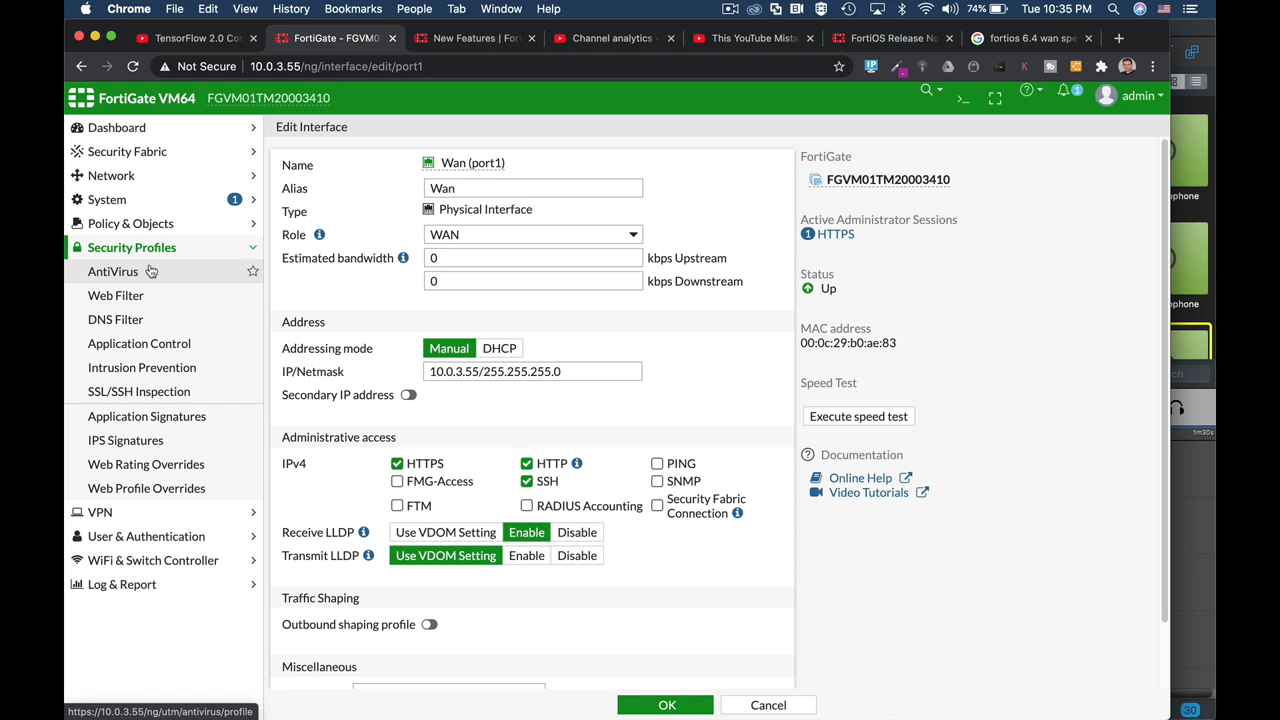 Chrome File Edit View History Bookmarks People Tab Window Help 74% Tue 10:35 PM
TensorFlow 2.0 Co
FortiGate - FGVM0
New Features | For
Channel analytics -
This YouTube Mista
FortiOS Release No
fortios 6.4 wan spe
Not Secure 10.0.3.55/ng/interface/edit/port1
FortiGate VM64 FGVM01TM20003410 1 admin
Dashboard
Security Fabric
Network
System 1
Policy & Objects
Security Profiles
AntiVirus
Web Filter
DNS Filter
Application Control
Intrusion Prevention
SSL/SSH Inspection
Application Signatures
IPS Signatures
Web Rating Overrides
Web Profile Overrides
VPN
User & Authentication
WiFi & Switch Controller
Log & Report
https://10.0.3.55/ng/utm/antivirus/profile
Edit Interface
Name Wan (port1)
Alias Wan
Type Physical Interface
Role WAN
Estimated bandwidth 0 kbps Upstream
0 kbps Downstream
Address
Addressing mode Manual DHCP
IP/Netmask 10.0.3.55/255.255.255.0
Secondary IP address
Administrative access
IPv4 HTTPS HTTP PING
FMG-Access SSH SNMP
FTM RADIUS Accounting Security Fabric
Connection
Receive LLDP Use VDOM Setting Enable Disable
Transmit LLDP Use VDOM Setting Enable Disable
Traffic Shaping
Outbound shaping profile
Miscellaneous
OK Cancel
FortiGate
FGVM01TM20003410
Active Administrator Sessions
1 HTTPS
Status
Up
MAC address
00:0c:29:b0:ae:83
Speed Test
Execute speed test
Documentation
Online Help
Video Tutorials
phone
phone
ch
1m30s
30